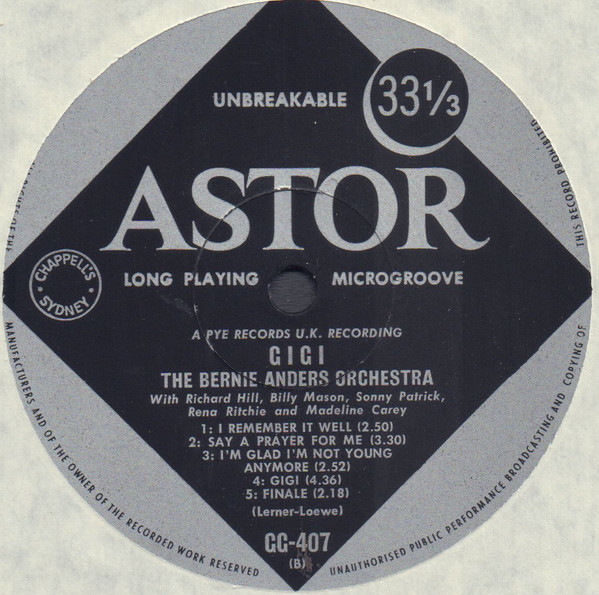 UNBREAKABLE
33 1/3
ASTOR
LONG PLAYING MICROGROOVE
CHAPPELL'S
SYDNEY
A PYE RECORDS U.K. RECORDING
GIGI
THE BERNIE ANDERS ORCHESTRA
With Richard Hill, Billy Mason, Sonny Patrick,
Rena Ritchie and Madeline Carey
1: I REMEMBER IT WELL (2.50)
2: SAY A PRAYER FOR ME (3.30)
3: I'M GLAD I'M NOT YOUNG
ANYMORE (2.52)
4: GIGI (4.36)
5: FINALE (2.18)
(Lerner-Loewe)
GG-407
(B)
OF THE
MANUFACTURERS AND OF THE OWNER OF THE RECORDED WORK RESERVED
UNAUTHORISED PUBLIC PERFORMANCE BROADCASTING AND COPYING OF
THIS RECORD PROHIBITED